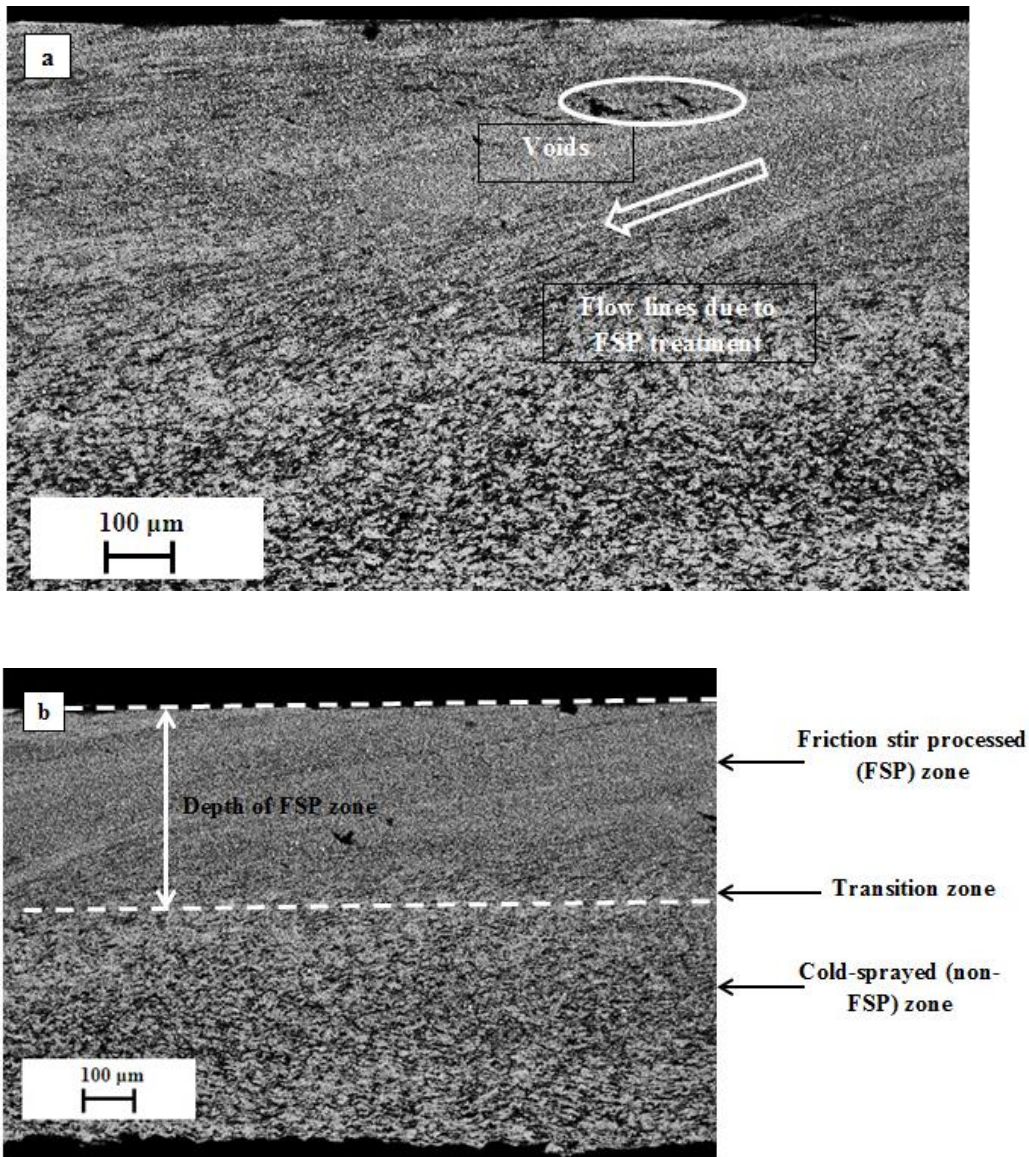 a
Voids
Flow lines due to
FSP treatment
100 µm
b
Friction stir processed
(FSP) zone
Depth of FSP zone
Transition zone
Cold-sprayed (non-
FSP) zone
100 µm